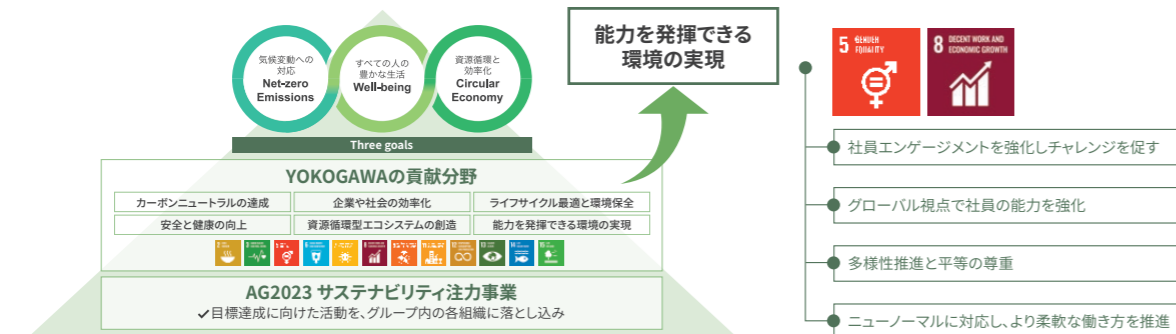 気候変動への
対応
Net-zero
Emissions
すべての人の
豊かな生活
Well-being
資源循環と
効率化
Circular
Economy
Three goals
YOKOGAWAの貢献分野
カーボンニュートラルの達成
企業や社会の効率化
ライフサイクル最適と環境保全
安全と健康の向上
資源循環型エコシステムの創造
能力を発揮できる環境の実現
AG2023 サステナビリティ注力事業
✓目標達成に向けた活動を、グループ内の各組織に落とし込み
能力を発揮できる
環境の実現
5 GENDER
EQUALITY
8 DECENT WORK AND
ECONOMIC GROWTH
社員エンゲージメントを強化しチャレンジを促す
グローバル視点で社員の能力を強化
多様性推進と平等の尊重
ニューノーマルに対応し、より柔軟な働き方を推進